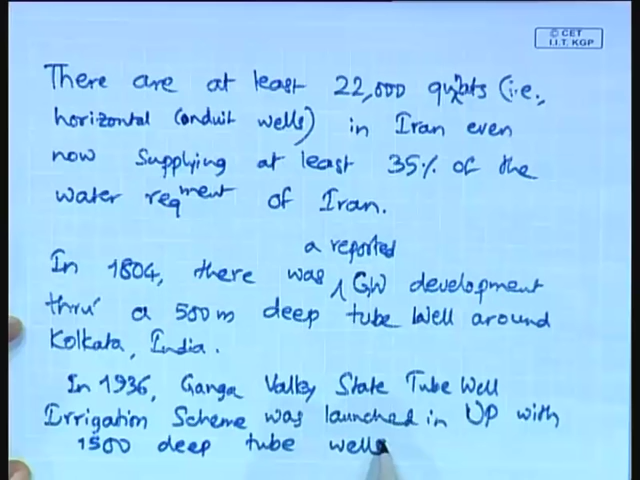 © CET
I.I.T. KGP
There are at least 22,000 qunats (i.e.,
horizontal conduit wells) in Iran even
now supplying at least 35% of the
water reqment of Iran.
a reported
In 1804, there was ^ GW development
thru' a 500m deep tube well around
Kolkata, India.
In 1936, Ganga Valley State Tube Well
Irrigation Scheme was launched in UP with
1500 deep tube wells